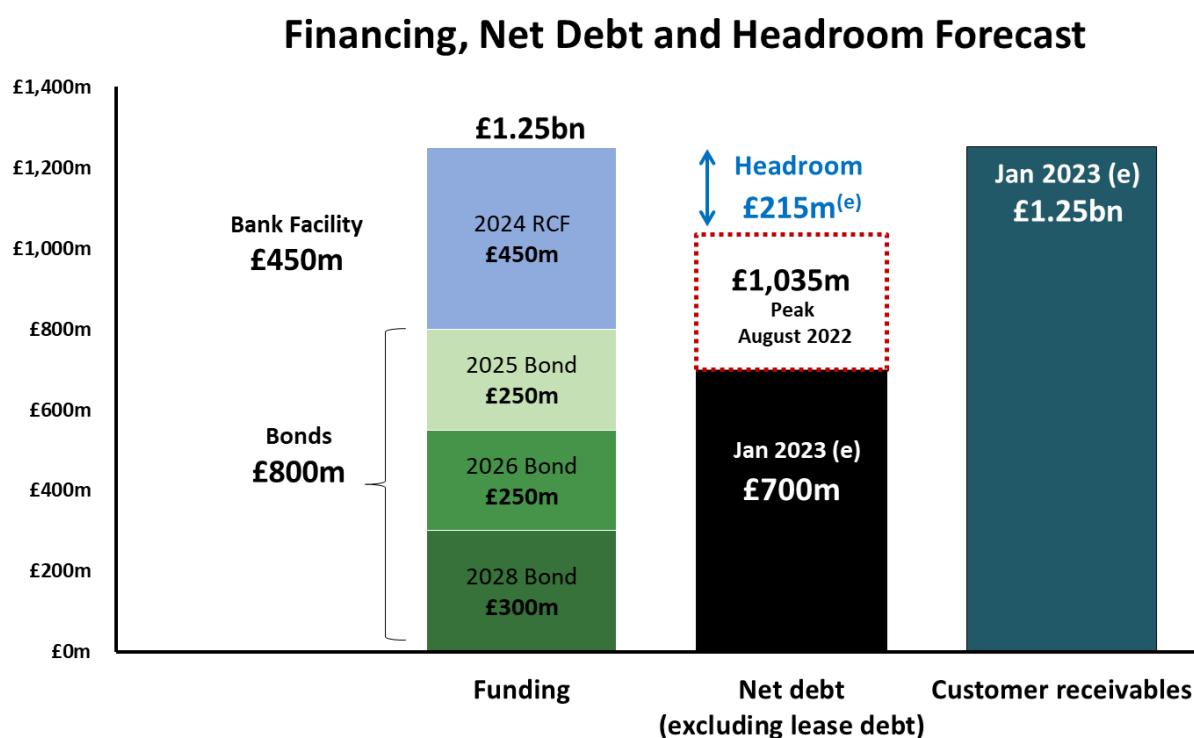 Financing, Net Debt and Headroom Forecast
£1,400m
£1,200m
£1,000m
£800m
£600m
£400m
£200m
£0m
Bank Facility
£450m
Bonds
£800m
£1.25bn
2024 RCF
£450m
2025 Bond
£250m
2026 Bond
£250m
2028 Bond
£300m
Headroom
£215m(e)
£1,035m
Peak
August 2022
Jan 2023 (e)
£700m
Jan 2023 (e)
£1.25bn
Funding
Net debt
(excluding lease debt)
Customer receivables